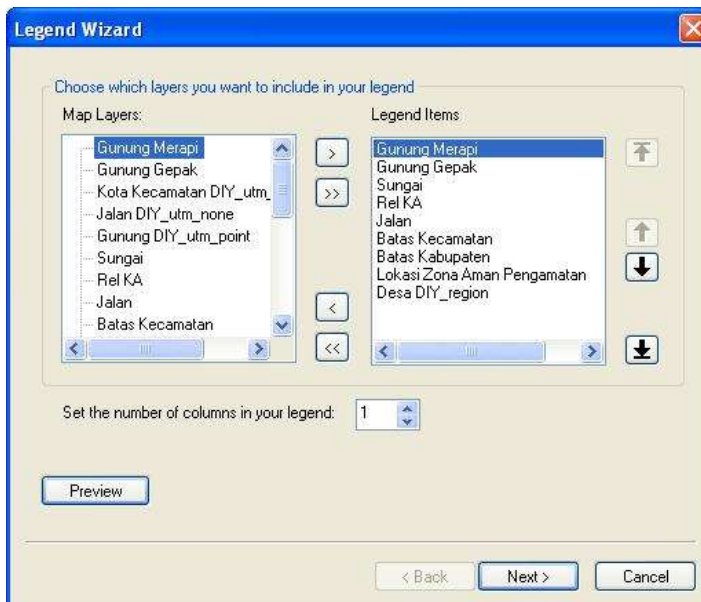 Legend Wizard
Choose which layers you want to include in your legend
Map Layers:
Gunung Merapi
Gunung Gepak
Kota Kecamatan DIY_utm_
Jalan DIY_utm_none
Gunung DIY_utm_point
Sungai
Rel KA
Jalan
Batas Kecamatan
>
>>
<
<<
Legend Items
Gunung Merapi
Gunung Gepak
Sungai
Rel KA
Jalan
Batas Kecamatan
Batas Kabupaten
Lokasi Zona Aman Pengamatan
Desa DIY_region
Set the number of columns in your legend: 1
Preview
< Back Next > Cancel